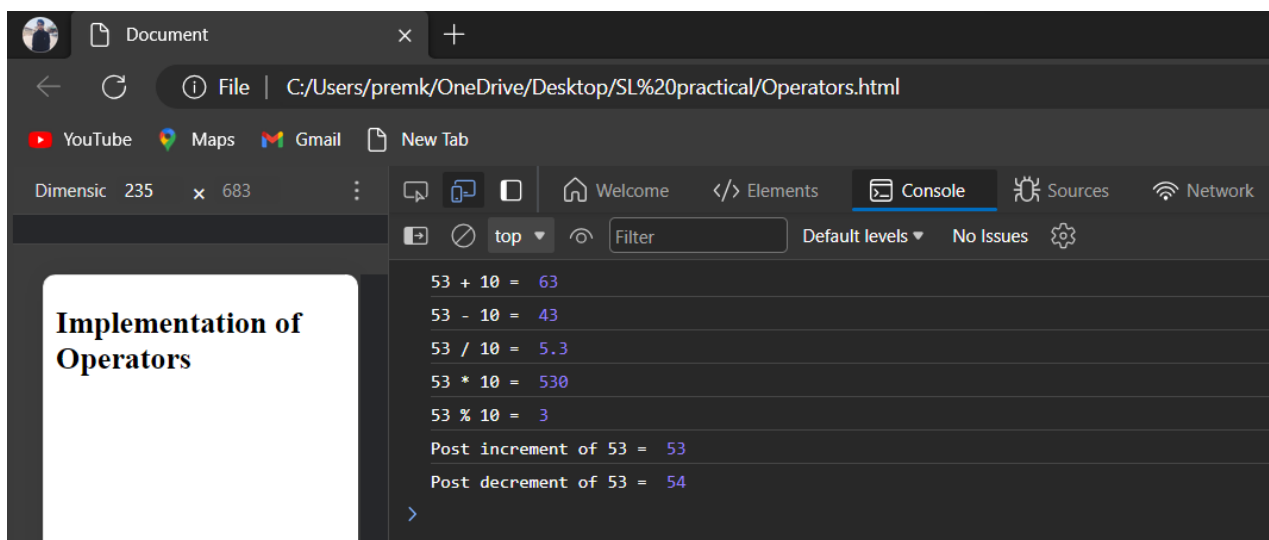 Document
File | C:/Users/premk/OneDrive/Desktop/SL%20practical/Operators.html
YouTube Maps Gmail New Tab
Dimensic 235 x 683 Welcome </> Elements Console Sources Network
top Filter Default levels No Issues
53 + 10 = 63
53 - 10 = 43
53 / 10 = 5.3
53 * 10 = 530
53 % 10 = 3
Post increment of 53 = 53
Post decrement of 53 = 54
>
Implementation of
Operators